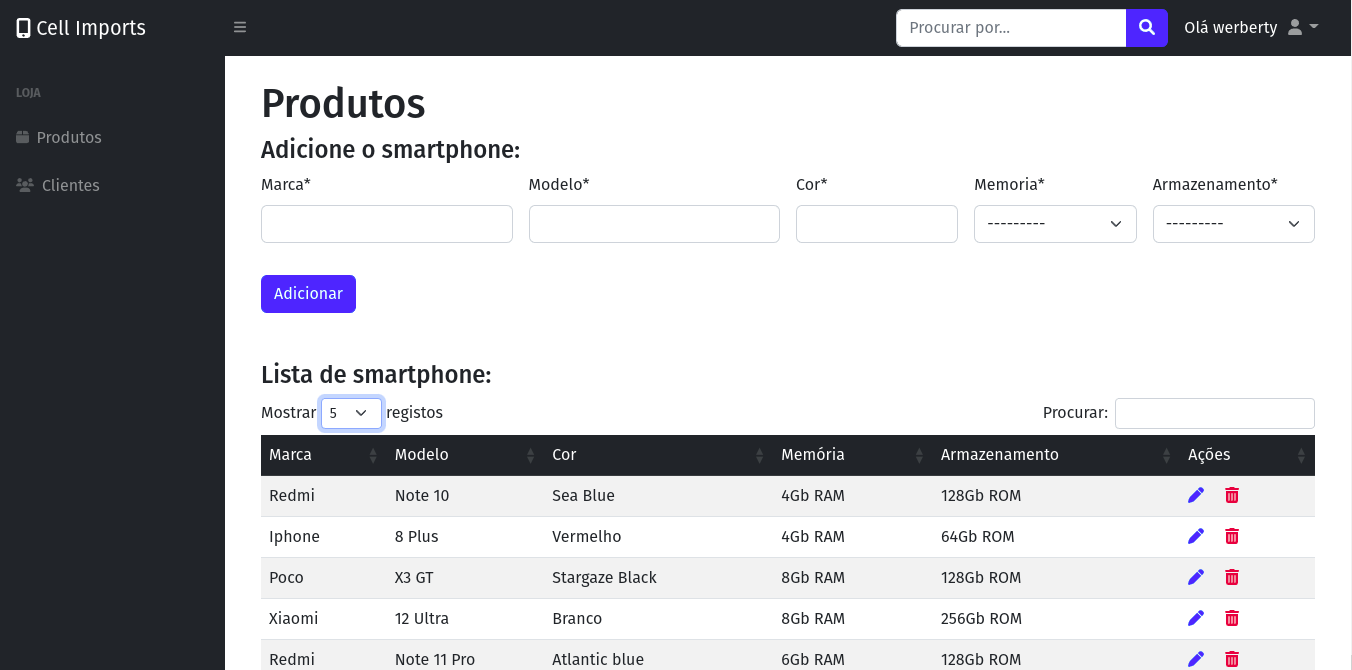 Cell Imports
Procurar por...
Olá werberty
LOJA
Produtos
Clientes
Produtos
Adicione o smartphone:
Marca* Modelo* Cor* Memoria* Armazenamento*
--------- ---------
Adicionar
Lista de smartphone:
Mostrar 5 registos Procurar:
Marca Modelo Cor Memória Armazenamento Ações
Redmi Note 10 Sea Blue 4Gb RAM 128Gb ROM
Iphone 8 Plus Vermelho 4Gb RAM 64Gb ROM
Poco X3 GT Stargaze Black 8Gb RAM 128Gb ROM
Xiaomi 12 Ultra Branco 8Gb RAM 256Gb ROM
Redmi Note 11 Pro Atlantic blue 6Gb RAM 128Gb ROM